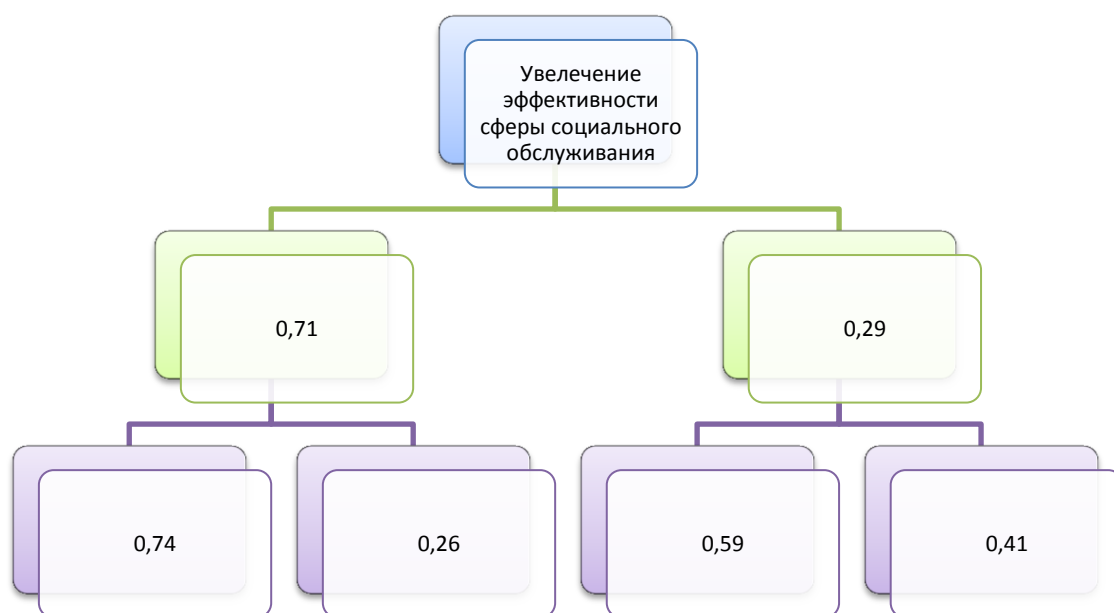 Увелечение
эффективности
сферы социального
обслуживания
0,71
0,29
0,74
0,26
0,59
0,41